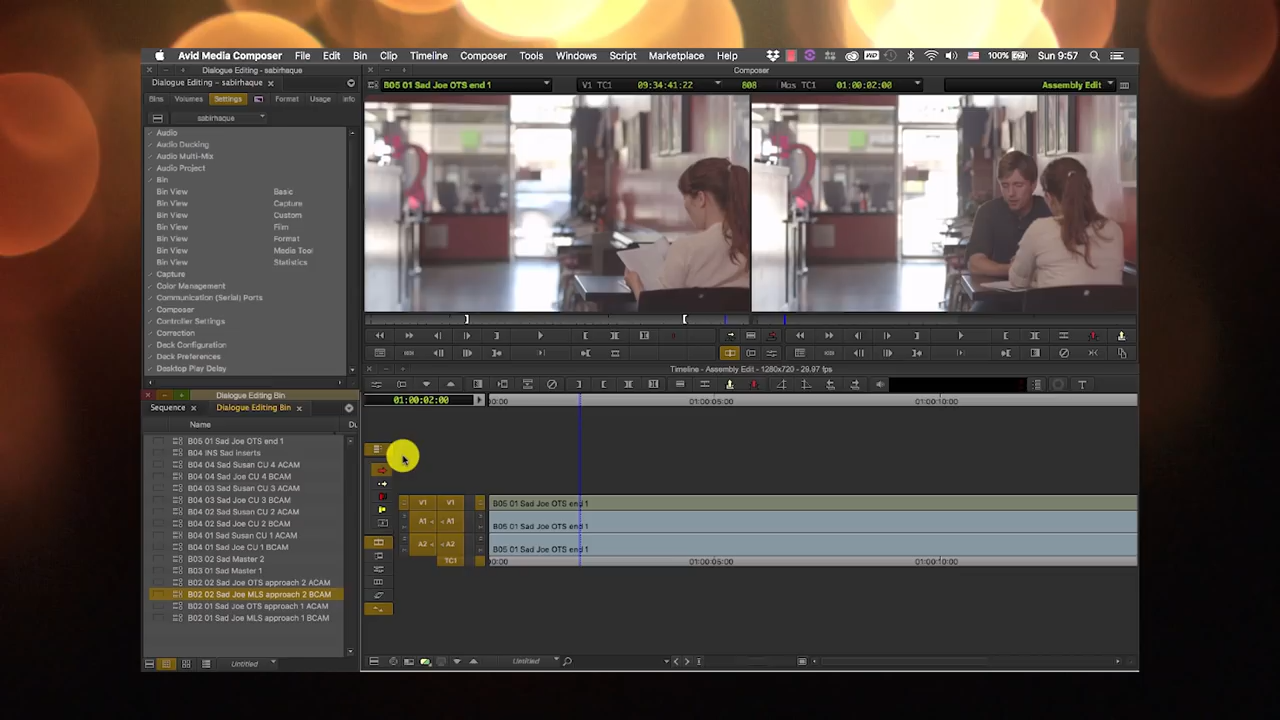 Avid Media Composer File Edit Bin Clip Timeline Composer Tools Windows Script Marketplace Help 100% Sun 9:57
Dialogue Editing - sabirhaque
Composer
Dialogue Editing – sabirhaque
B05 01 Sad Joe OTS end 1 V1 TC1 09:34:41:22 808 Mas TC1 01:00:02:00 Assembly Edit
Bins Volumes Settings Format Usage Info
sabirhaque
Audio
Audio Ducking
Audio Multi-Mix
Audio Project
Bin
Bin View Basic
Bin View Capture
Bin View Custom
Bin View Film
Bin View Format
Bin View Media Tool
Bin View Statistics
Capture
Color Management
Communication (Serial) Ports
Composer
Controller Settings
Correction
Deck Configuration
Deck Preferences
Desktop Play Delay
Timeline - Assembly Edit - 1280x720 - 29.97 fps
01:00:02:00 00:00 01:00:05:00 01:00:10:00
Dialogue Editing Bin
Sequence Dialogue Editing Bin
Name Du
B05 01 Sad Joe OTS end 1
B04 INS Sad inserts
B04 04 Sad Susan CU 4 ACAM
B04 04 Sad Joe CU 4 BCAM
B04 03 Sad Susan CU 3 ACAM
B04 03 Sad Joe CU 3 BCAM
B04 02 Sad Susan CU 2 ACAM
B04 02 Sad Joe CU 2 BCAM
B04 01 Sad Susan CU 1 ACAM
B04 01 Sad Joe CU 1 BCAM
B03 02 Sad Master 2
B03 01 Sad Master 1
B02 02 Sad Joe OTS approach 2 ACAM
B02 02 Sad Joe MLS approach 2 BCAM
B02 01 Sad Joe OTS approach 1 ACAM
B02 01 Sad Joe MLS approach 1 BCAM
V1 V1 B05 01 Sad Joe OTS end 1
A1 A1 B05 01 Sad Joe OTS end 1
A2 A2 B05 01 Sad Joe OTS end 1
TC1 00:00 01:00:05:00 01:00:10:00
Untitled
Untitled